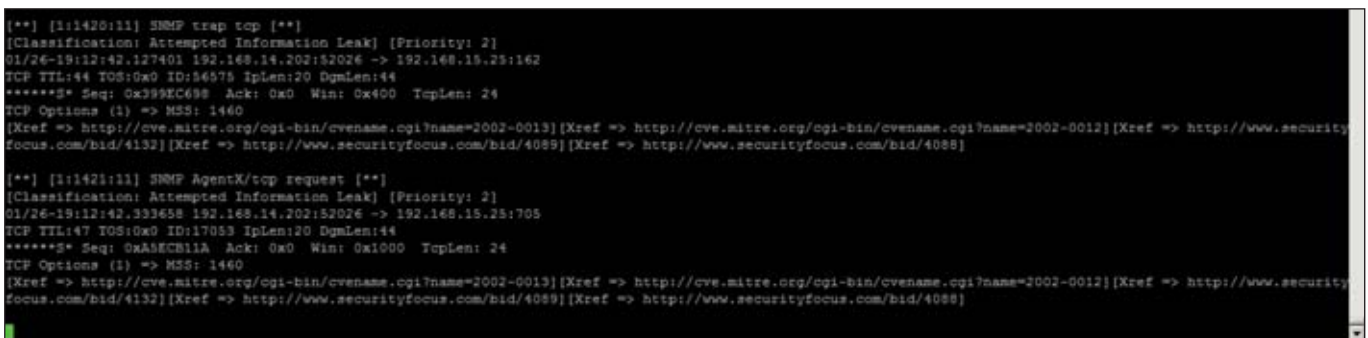 [**] [1:1420:11] SNMP trap tcp [**]
[Classification: Attempted Information Leak] [Priority: 2]
01/26-19:12:42.127401 192.168.14.202:52026 -> 192.168.15.25:162
TCP TTL:44 TOS:0x0 ID:56575 IpLen:20 DgmLen:44
******S* Seq: 0x399EC698 Ack: 0x0 Win: 0x400 TcpLen: 24
TCP Options (1) => MSS: 1460
[Xref => http://cve.mitre.org/cgi-bin/cvename.cgi?name=2002-0013][Xref => http://cve.mitre.org/cgi-bin/cvename.cgi?name=2002-0012][Xref => http://www.security
focus.com/bid/4132][Xref => http://www.securityfocus.com/bid/4089][Xref => http://www.securityfocus.com/bid/4088]
[**] [1:1421:11] SNMP AgentX/tcp request [**]
[Classification: Attempted Information Leak] [Priority: 2]
01/26-19:12:42.333658 192.168.14.202:52026 -> 192.168.15.25:705
TCP TTL:47 TOS:0x0 ID:17053 IpLen:20 DgmLen:44
******S* Seq: 0xA5ECB11A Ack: 0x0 Win: 0x1000 TcpLen: 24
TCP Options (1) => MSS: 1460
[Xref => http://cve.mitre.org/cgi-bin/cvename.cgi?name=2002-0013][Xref => http://cve.mitre.org/cgi-bin/cvename.cgi?name=2002-0012][Xref => http://www.security
focus.com/bid/4132][Xref => http://www.securityfocus.com/bid/4089][Xref => http://www.securityfocus.com/bid/4088]